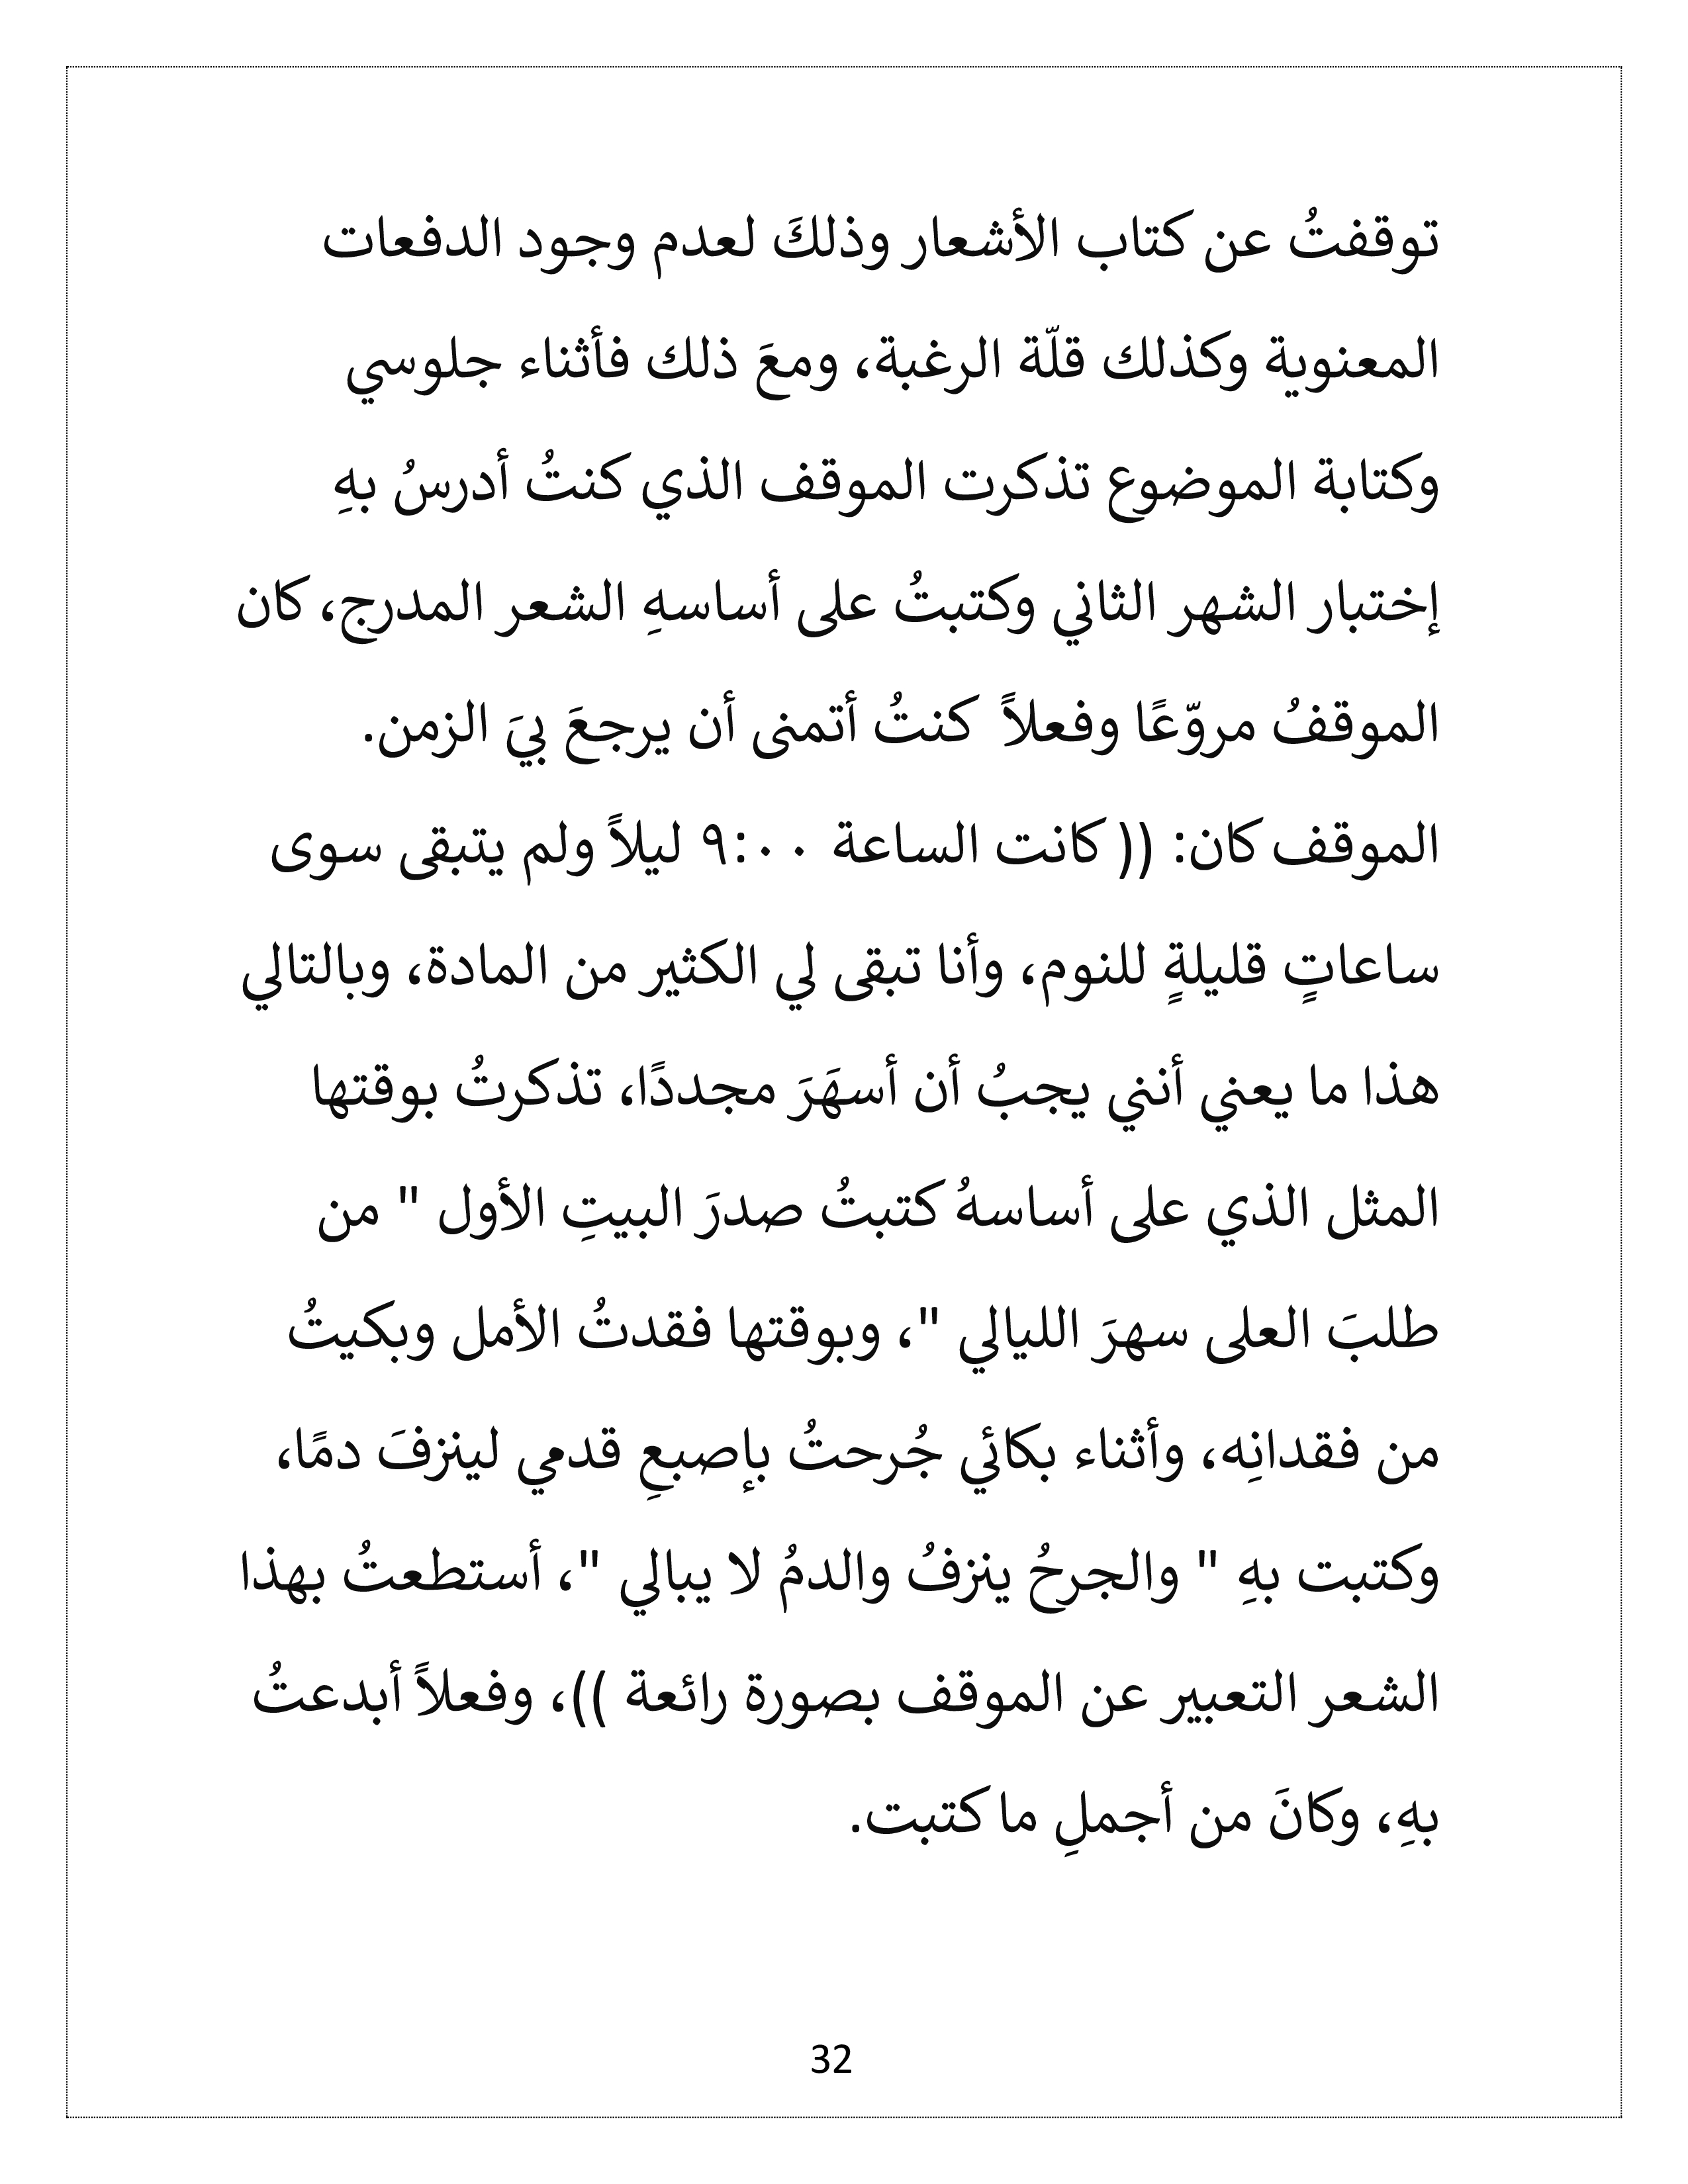 توقفتُ عن كتاب الأشعار وذلكَ لعدم وجود الدفعات
المعنوية وكذلك قلّة الرغبة، ومعَ ذلك فأثناء جلوسي
وكتابة الموضوع تذكرت الموقف الذي كنتُ أدرسُ بهِ
إختبار الشهر الثاني وكتبتُ على أساسهِ الشعر المدرج، كان
الموقفُ مروّعًا وفعلاً كنتُ أتمنى أن يرجعَ بيَ الزمن.
الموقف كان: (( كانت الساعة ٩:٠٠ ليلاً ولم يتبقى سوى
ساعاتٍ قليلةٍ للنوم، وأنا تبقى لي الكثير من المادة، وبالتالي
هذا ما يعني أنني يجبُ أن أسهَرَ مجددًا، تذكرتُ بوقتها
المثل الذي على أساسهُ كتبتُ صدرَ البيتِ الأول " من
طلبَ العلى سهرَ الليالي "، وبوقتها فقدتُ الأمل وبكيتُ
من فقدانِه، وأثناء بكائي جُرحتُ بإصبعِ قدمي لينزفَ دمًا،
وكتبت بهِ " والجرحُ ينزفُ والدمُ لا يبالي "، أستطعتُ بهذا
الشعر التعبير عن الموقف بصورة رائعة ))، وفعلاً أبدعتُ
بهِ، وكانَ من أجملِ ما كتبت.
32